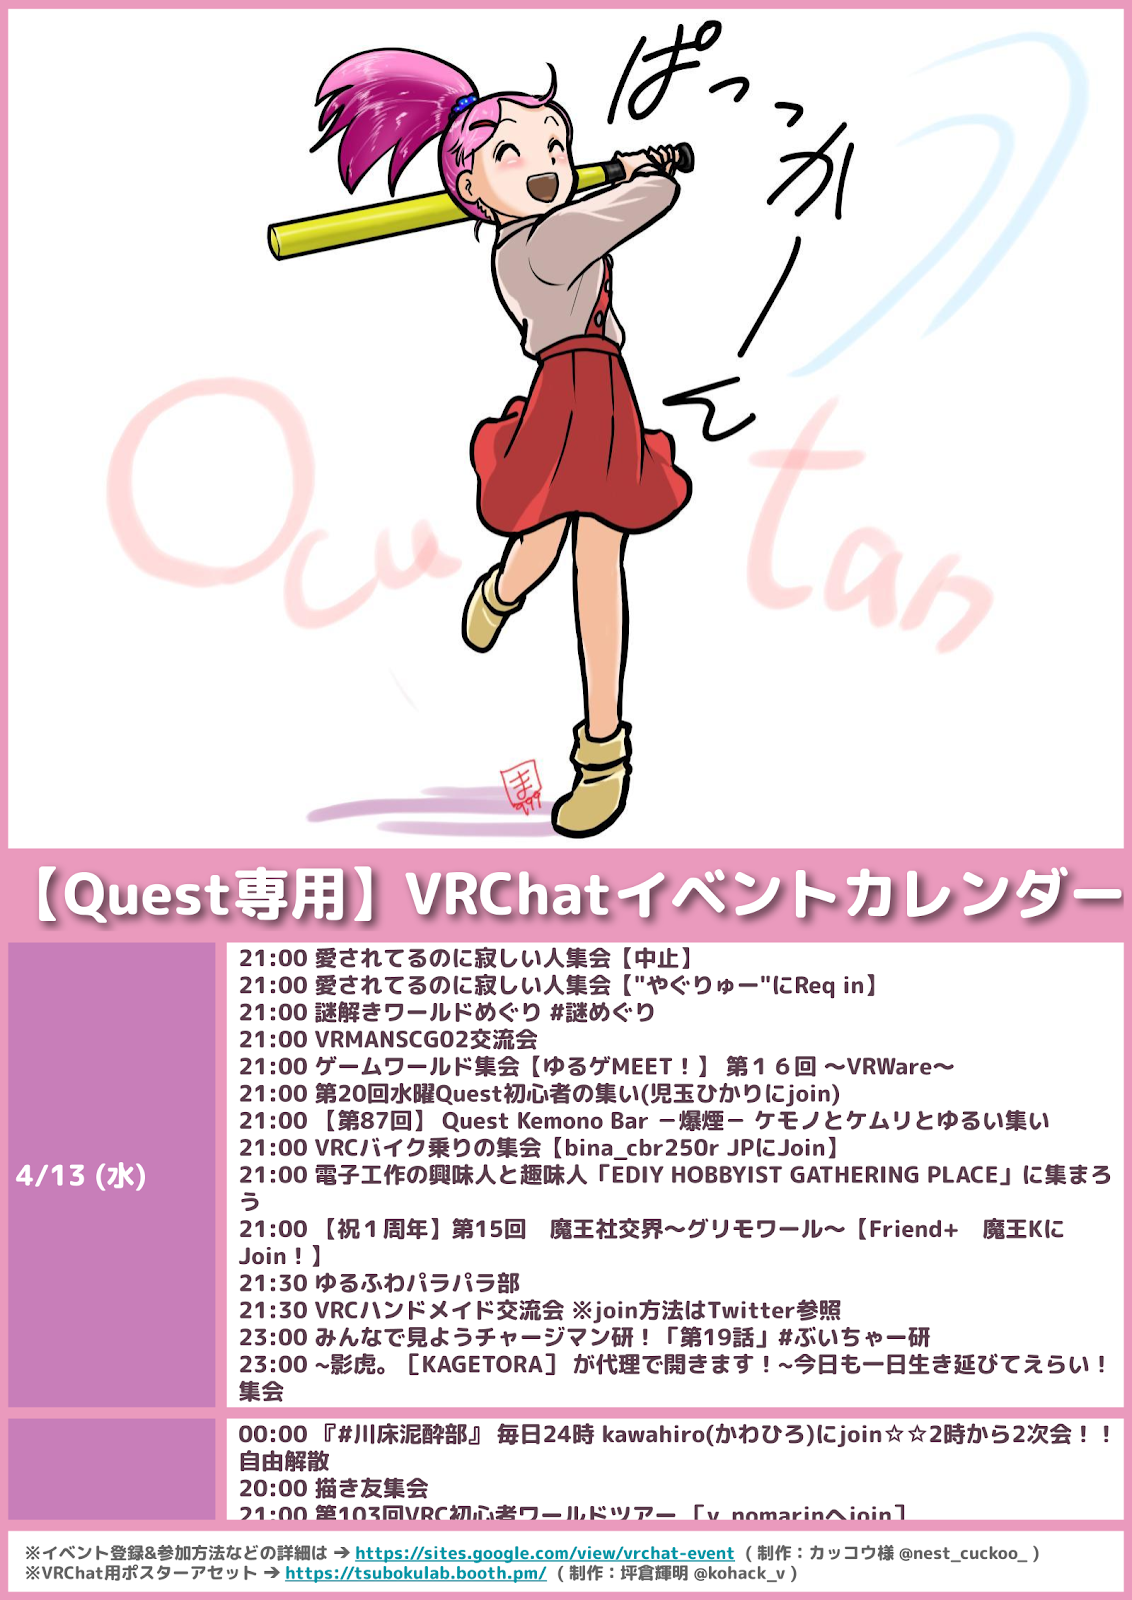 ぱっっかーん
Ocu tan
ま
999
【Quest専用】VRChatイベントカレンダー
4/13 (水)
21:00 愛されてるのに寂しい人集会【中止】
21:00 愛されてるのに寂しい人集会【"やぐりゅー"にReq in】
21:00 謎解きワールドめぐり #謎めぐり
21:00 VRMANSCG02交流会
21:00 ゲームワールド集会【ゆるゲMEET！】 第１６回 ～VRWare～
21:00 第20回水曜Quest初心者の集い(児玉ひかりにjoin)
21:00 【第87回】 Quest Kemono Bar －爆煙－ ケモノとケムリとゆるい集い
21:00 VRCバイク乗りの集会【bina_cbr250r JPにJoin】
21:00 電子工作の興味人と趣味人「EDIY HOBBYIST GATHERING PLACE」に集まろ
う
21:00 【祝１周年】第15回　魔王社交界～グリモワール～【Friend+　魔王Kに
Join！】
21:30 ゆるふわパラパラ部
21:30 VRCハンドメイド交流会 ※join方法はTwitter参照
23:00 みんなで見ようチャージマン研！「第19話」#ぶいちゃー研
23:00 ~影虎。［KAGETORA］ が代理で開きます！~今日も一日生き延びてえらい！
集会
00:00 『#川床泥酔部』 毎日24時 kawahiro(かわひろ)にjoin☆☆2時から2次会！！
自由解散
20:00 描き友集会
21:00 第103回VRC初心者ワールドツアー ［v_nomarinへjoin］
※イベント登録&参加方法などの詳細は ➔ https://sites.google.com/view/vrchat-event （ 制作：カッコウ様 @nest_cuckoo_ ）
※VRChat用ポスターアセット ➔ https://tsubokulab.booth.pm/ （ 制作：坪倉輝明 @kohack_v ）